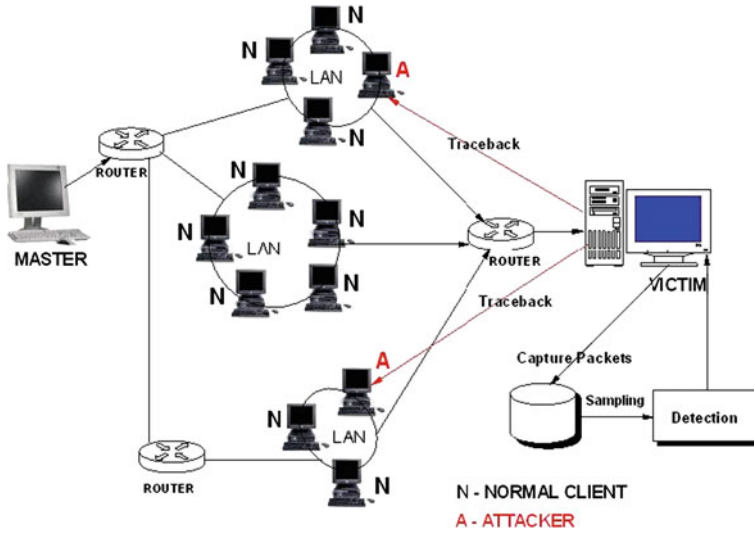 N
N
LAN
A
N
Traceback
ROUTER
MASTER
N
N
LAN
N
N
N
ROUTER
VICTIM
Traceback
A
Capture Packets
N
LAN
Sampling
Detection
ROUTER
N
N - NORMAL CLIENT
A - ATTACKER